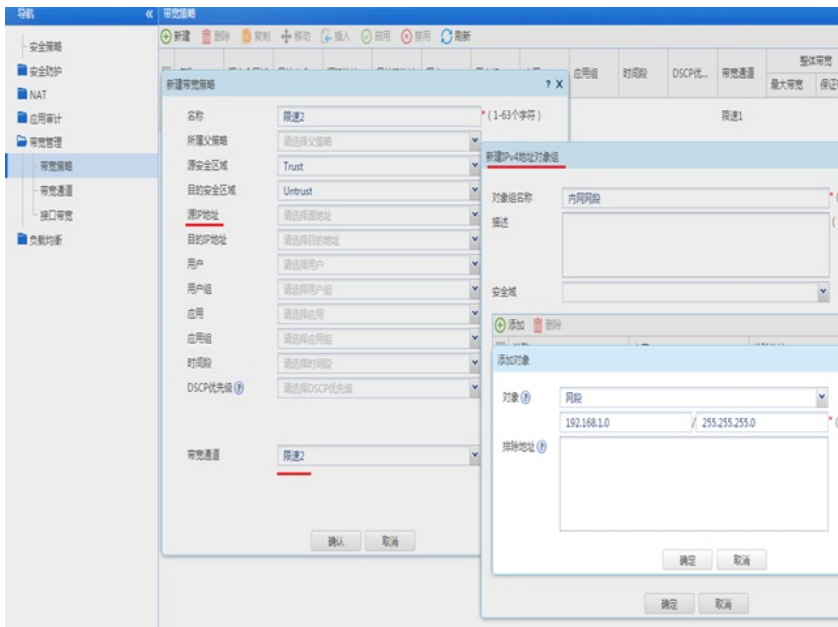 导航 «
安全策略
安全防护
NAT
应用审计
带宽管理
带宽策略
带宽通道
接口带宽
负载均衡
带宽策略
新建 删除 复制 移动 插入 启用 禁用 刷新
应用组 时间段 DSCP优... 带宽通道 整体带宽
最大带宽
限速1
新建带宽策略 ? X
名称 限速2 * (1-63个字符)
所属父策略 请选择父策略
源安全区域 Trust
目的安全区域 Untrust
源IP地址 请选择源地址
目的IP地址 请选择目的地址
用户 请选择用户
用户组 请选择用户组
应用 请选择应用
应用组 请选择应用组
时间段 请选择时间段
DSCP优先级 ? 请选择DSCP优先级
带宽通道 限速2
确认 取消
新建IPv4地址对象组
对象组名称 内网网段 * (
描述 (
安全域
添加 删除
添加对象
对象 ? 网段
192.168.1.0 / 255.255.255.0 * (
排除地址 ?
确定 取消
确定 取消